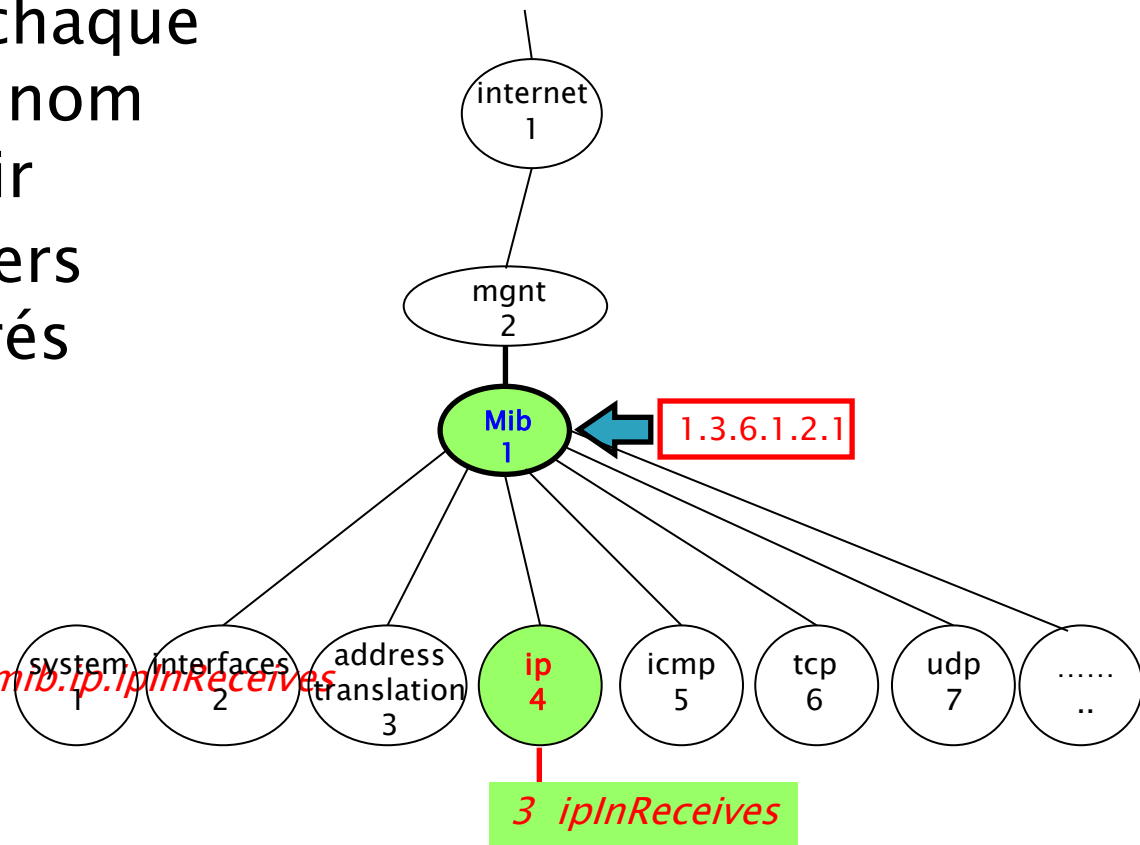 chaque
nom
ir
ers
rés
internet
1
mgnt
2
Mib
1
1.3.6.1.2.1
system
1
interfaces
2
address
translation
3
ip
4
icmp
5
tcp
6
udp
7
......
..
mib.ip.ipInReceives
3 ipInReceives